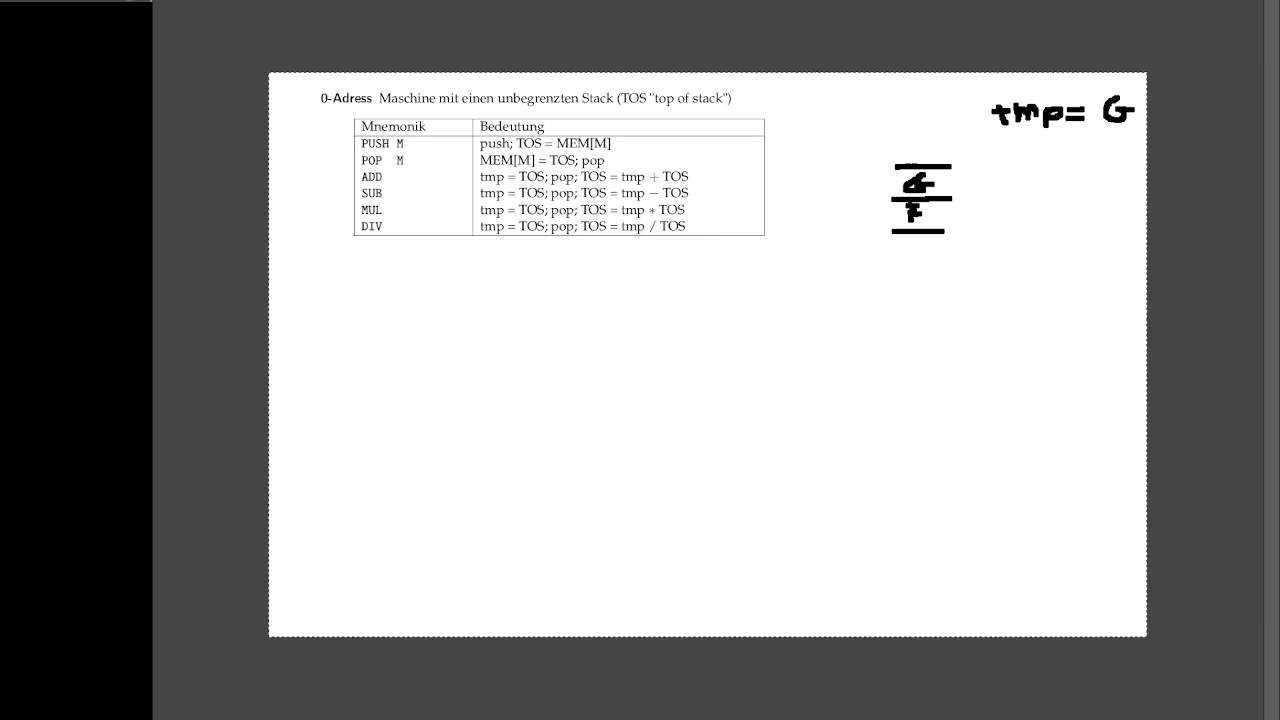 0-Adress Maschine mit einen unbegrenzten Stack (TOS "top of stack")
tmp= G
Mnemonik Bedeutung
PUSH M push; TOS = MEM[M]
POP M MEM[M] = TOS; pop
ADD tmp = TOS; pop; TOS = tmp + TOS
SUB tmp = TOS; pop; TOS = tmp − TOS
MUL tmp = TOS; pop; TOS = tmp ∗ TOS
DIV tmp = TOS; pop; TOS = tmp / TOS
G
F